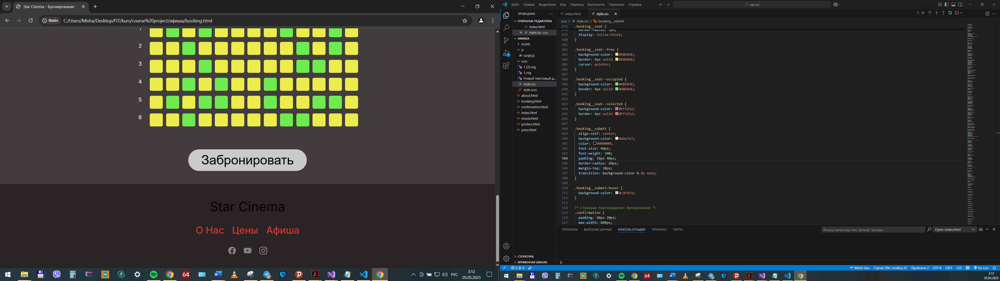 Star Cinema - Бронирование
Файл
C:/Users/Misha/Desktop/FIT/kurs/course%20project/афиша/booking.html
2
3
4
5
6
Забронировать
Star Cinema
О Нас Цены Афиша
64
6
РУС
3:12
05.05.2025
Файл Правка Выделение Вид Переход Выполнить Терминал Справка
афиша
ПРОВОДНИК
ОТКРЫТЫЕ РЕДАКТОРЫ
index.html
style.css scss
АФИША
assets
js
script.js
scss
1 (2).svg
1.svg
Новый текстовый д...
style.css
style.scss
about.html
booking.html
confirmation.html
index.html
movie.html
posters.html
price.html
СТРУКТУРА
ВРЕМЕННАЯ ШКАЛА
1
index.html style.css
scss > style.css > .booking__submit
475 .booking__seat {
478 border-radius: 5px;
479 display: inline-block;
480 }
481
482 .booking__seat--free {
483 background-color: #EBEB4E;
484 border: 4px solid #EBEB4E;
485 cursor: pointer;
486 }
487
488 .booking__seat--occupied {
489 background-color: #6BEB4E;
490 border: 4px solid #6BEB4E;
491 }
492
493 .booking__seat--selected {
494 background-color: #FF5252;
495 border: 4px solid #FF5252;
496 }
497
498 .booking__submit {
499 align-self: center;
500 background-color: #ebe7e7;
501 color: #000000;
502 font-size: 40px;
503 font-weight: 500;
504 padding: 10px 40px;
505 border-radius: 60px;
506 margin-top: 30px;
507 transition: background-color 0.3s ease;
508 }
509
510 .booking__submit:hover {
511 background-color: #c9c9c9;
512 }
513
514 /* Страница подтверждения бронирования */
515 .confirmation {
516 padding: 60px 20px;
517 max-width: 800px;
ПРОБЛЕМЫ ВЫХОДНЫЕ ДАННЫЕ КОНСОЛЬ ОТЛАДКИ ТЕРМИНАЛ ПОРТЫ
Фильтр (например: text, !exclude, \escape)
Open index.html
0 0
Watch Sass Строка 504, столбец 22 Пробелов: 2 UTF-8 CRLF CSS Go Live
64
6
3:12
05.05.2025